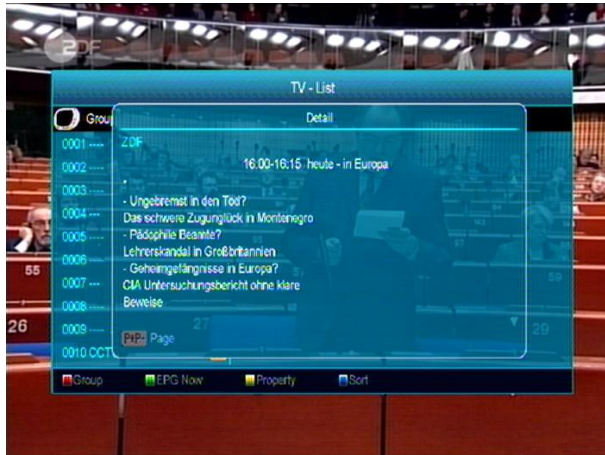 ZDF
TV - List
Group
Detail
0001 ----
ZDF
16:00-16:15 heute - in Europa
0002 ----
0003 ----
- Ungebremst in den Tod?
0004 ----
Das schwere Zugunglück in Montenegro
0005 ----
- Pädophile Beamte?
Lehrerskandal in Großbritannien
0006 ----
- Geheimgefängnisse in Europa?
0007 ----
CIA Untersuchungsbericht ohne klare
0008 ----
Beweise
0009 ----
P+P- Page
0010 CCT
Group
EPG Now
Property
Sort
55
59
26
27
29